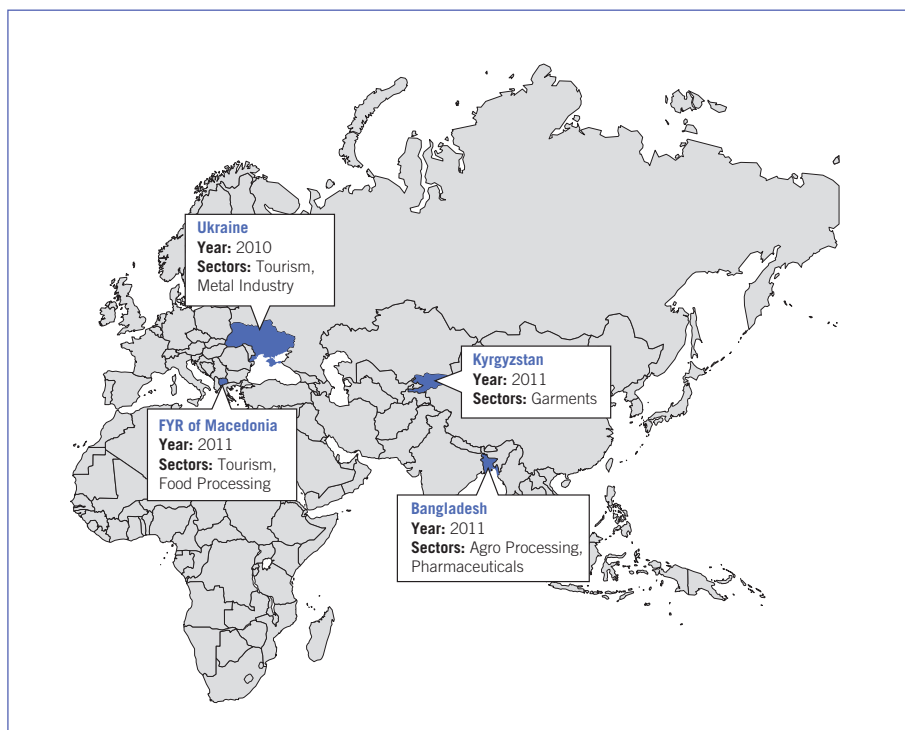 Ukraine
Year: 2010
Sectors: Tourism,
Metal Industry
Kyrgyzstan
Year: 2011
Sectors: Garments
FYR of Macedonia
Year: 2011
Sectors: Tourism,
Food Processing
Bangladesh
Year: 2011
Sectors: Agro Processing,
Pharmaceuticals